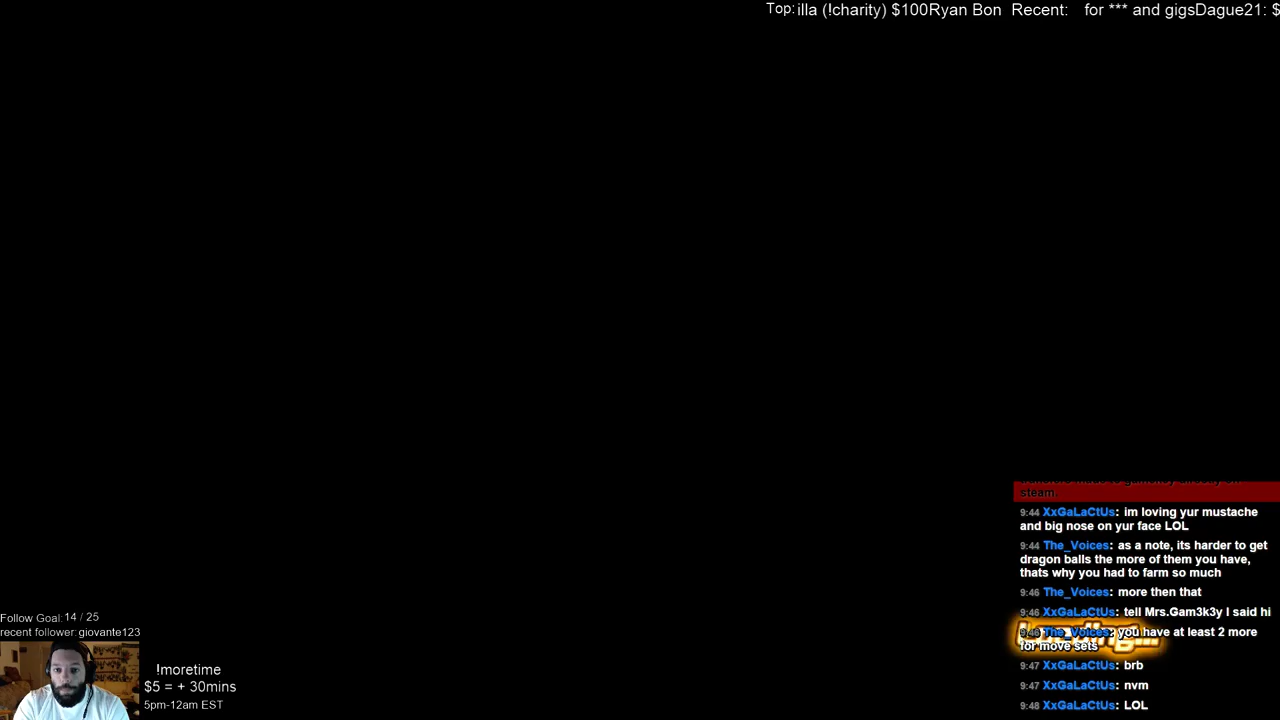 Top: illa (!charity) $100Ryan Bon Recent: for *** and gigsDague21: $
steam.
9:44 XxGaLaCtUs: im loving yur mustache
and big nose on yur face LOL
9:44 The_Voices: as a note, its harder to get
dragon balls the more of them you have,
thats why you had to farm so much
9:46 The_Voices: more then that
9:46 XxGaLaCtUs: tell Mrs.Gam3k3y I said hi
9:46 The_Voices: you have at least 2 more
for move sets
Loading...
9:47 XxGaLaCtUs: brb
9:47 XxGaLaCtUs: nvm
9:48 XxGaLaCtUs: LOL
Follow Goal: 14 / 25
recent follower: giovante123
!moretime
$5 = + 30mins
5pm-12am EST